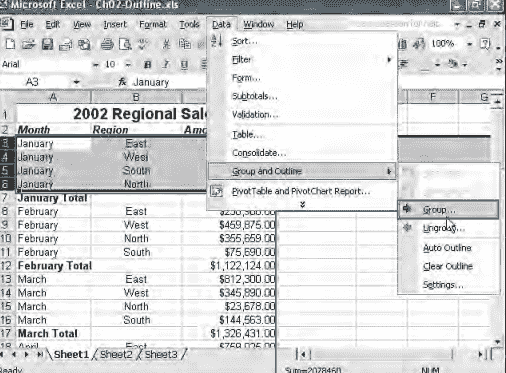 Microsoft Excel - Ch02-Outline.xls
File Edit View Insert Format Tools Data Window Help
100%
Arial 10 B I U
A3 fx January
A B F G
1 2002 Regional Sal
2 Month Region Amo
3 January East
4 January West
5 January South
6 January North
7 January Total
8 February East
9 February West $459,875.00
10 February North $355,659.00
11 February South $75,690.00
12 February Total $1,122,124.00
13 March East $812,300.00
14 March West $345,890.00
15 March North $23,678.00
16 March South $144,563.00
17 March Total $1,326,431.00
18 April East
Sort...
Filter
Form...
Subtotals...
Validation...
Table...
Consolidate...
Group and Outline
PivotTable and PivotChart Report...
Group...
Ungroup...
Auto Outline
Clear Outline
Settings...
Sheet1 Sheet2 Sheet3
Ready Sum=2078460 NUM